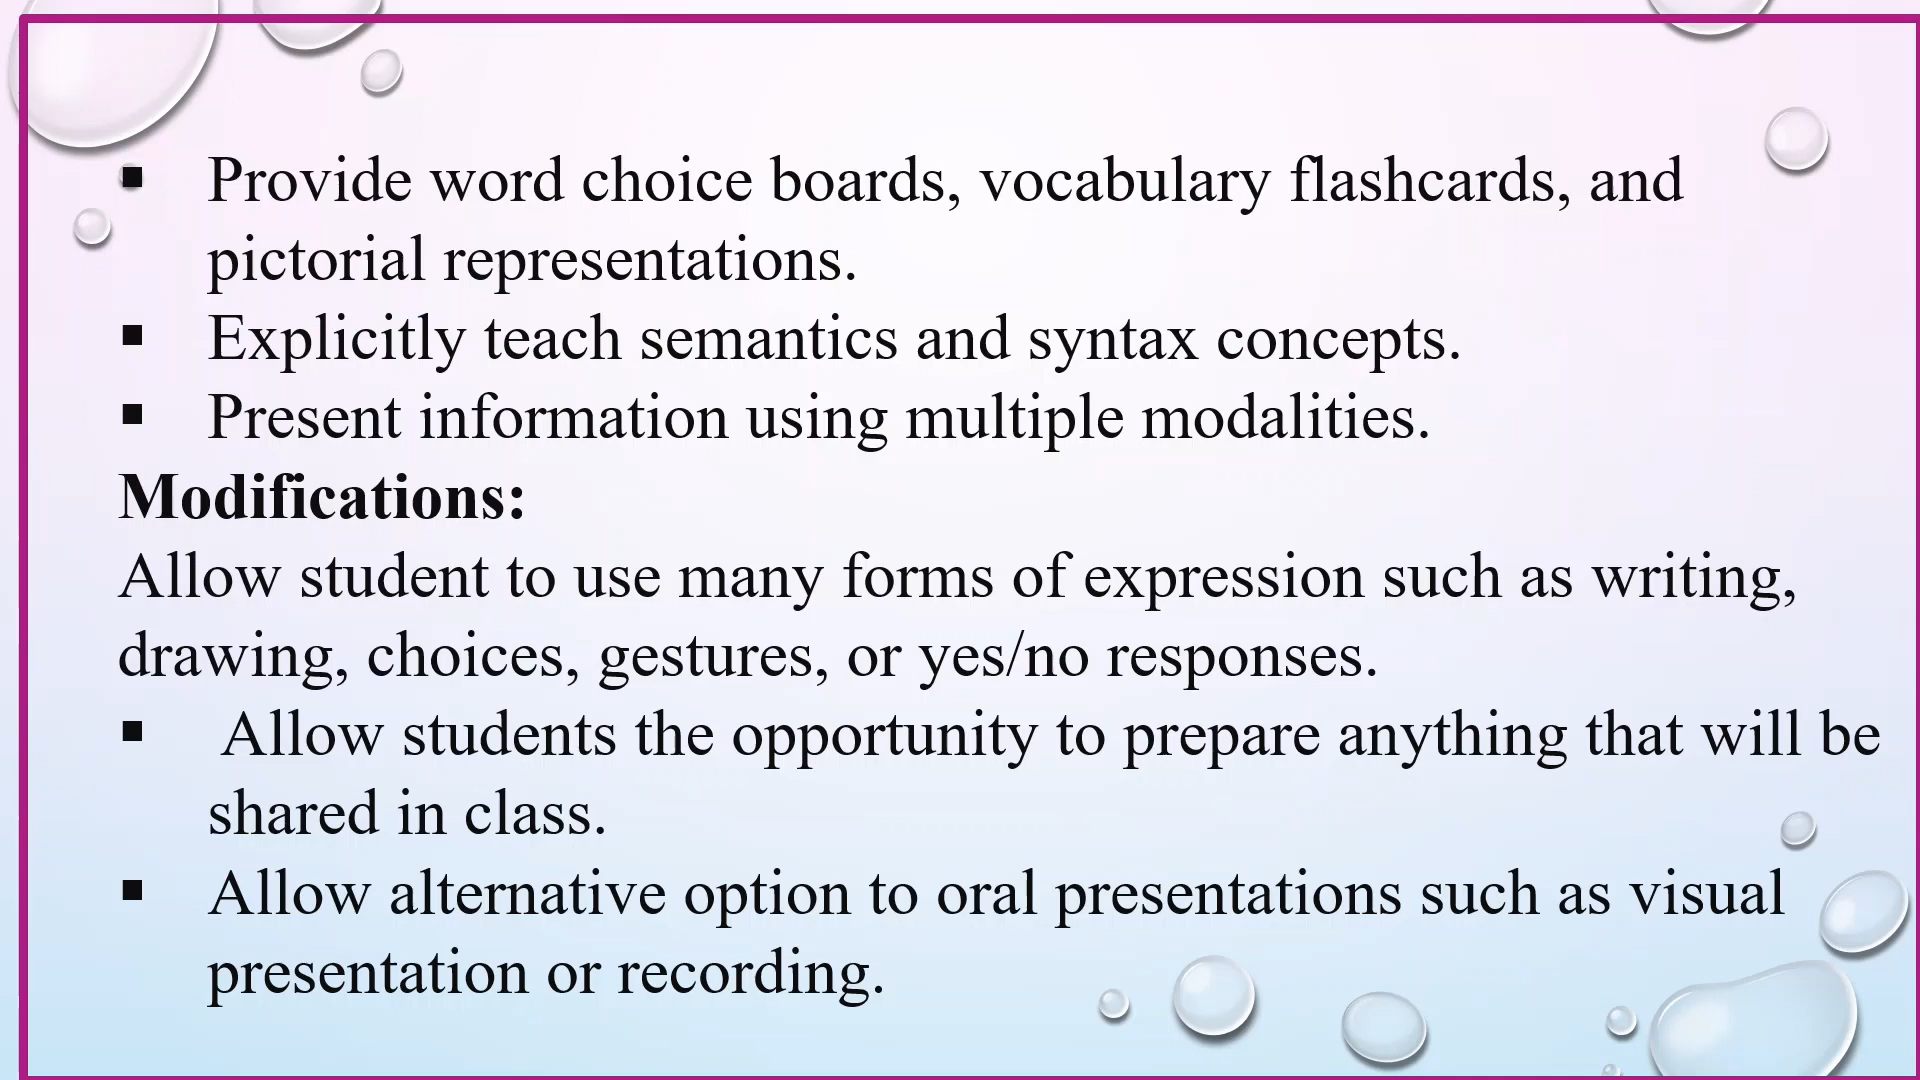 ▪ Provide word choice boards, vocabulary flashcards, and
pictorial representations.
▪ Explicitly teach semantics and syntax concepts.
▪ Present information using multiple modalities.
Modifications:
Allow student to use many forms of expression such as writing,
drawing, choices, gestures, or yes/no responses.
▪ Allow students the opportunity to prepare anything that will be
shared in class.
▪ Allow alternative option to oral presentations such as visual
presentation or recording.